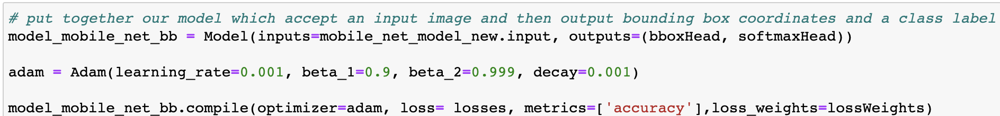 # put together our model which accept an input image and then output bounding box coordinates and a class label
model_mobile_net_bb = Model(inputs=mobile_net_model_new.input, outputs=(bboxHead, softmaxHead))
adam = Adam(learning_rate=0.001, beta_1=0.9, beta_2=0.999, decay=0.001)
model_mobile_net_bb.compile(optimizer=adam, loss= losses, metrics=['accuracy'],loss_weights=lossWeights)